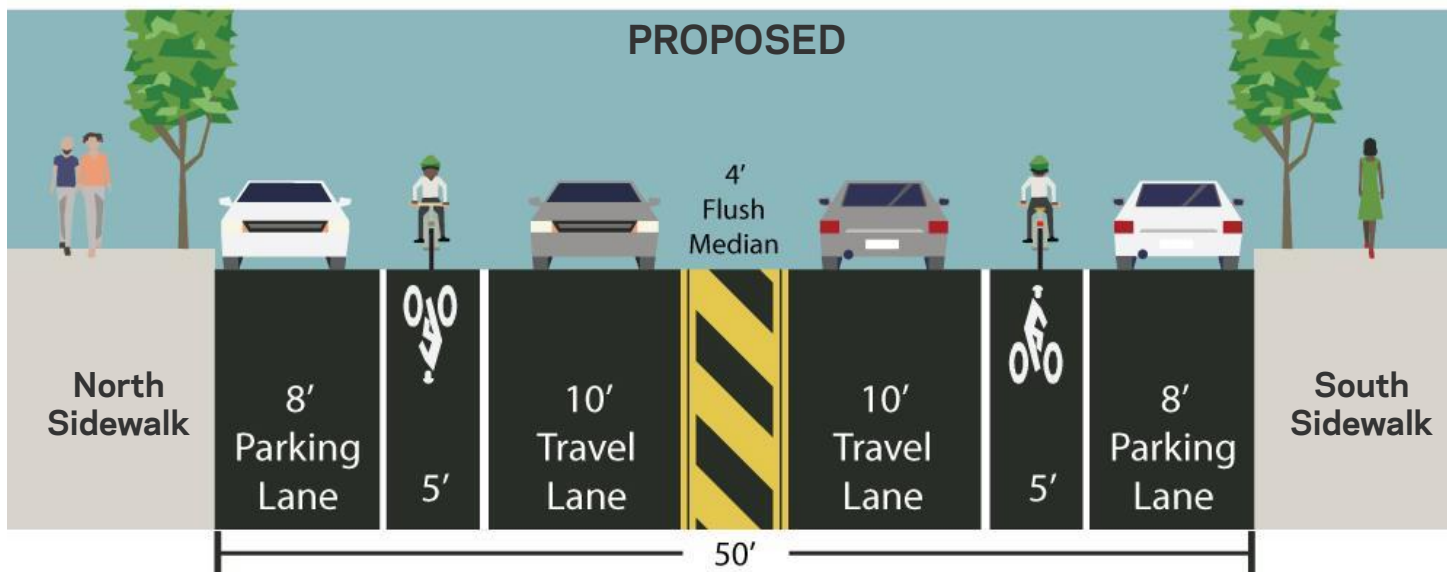 PROPOSED
4'
Flush
Median
North
Sidewalk
8'
Parking
Lane
5'
10'
Travel
Lane
10'
Travel
Lane
5'
8'
Parking
Lane
South
Sidewalk
50'